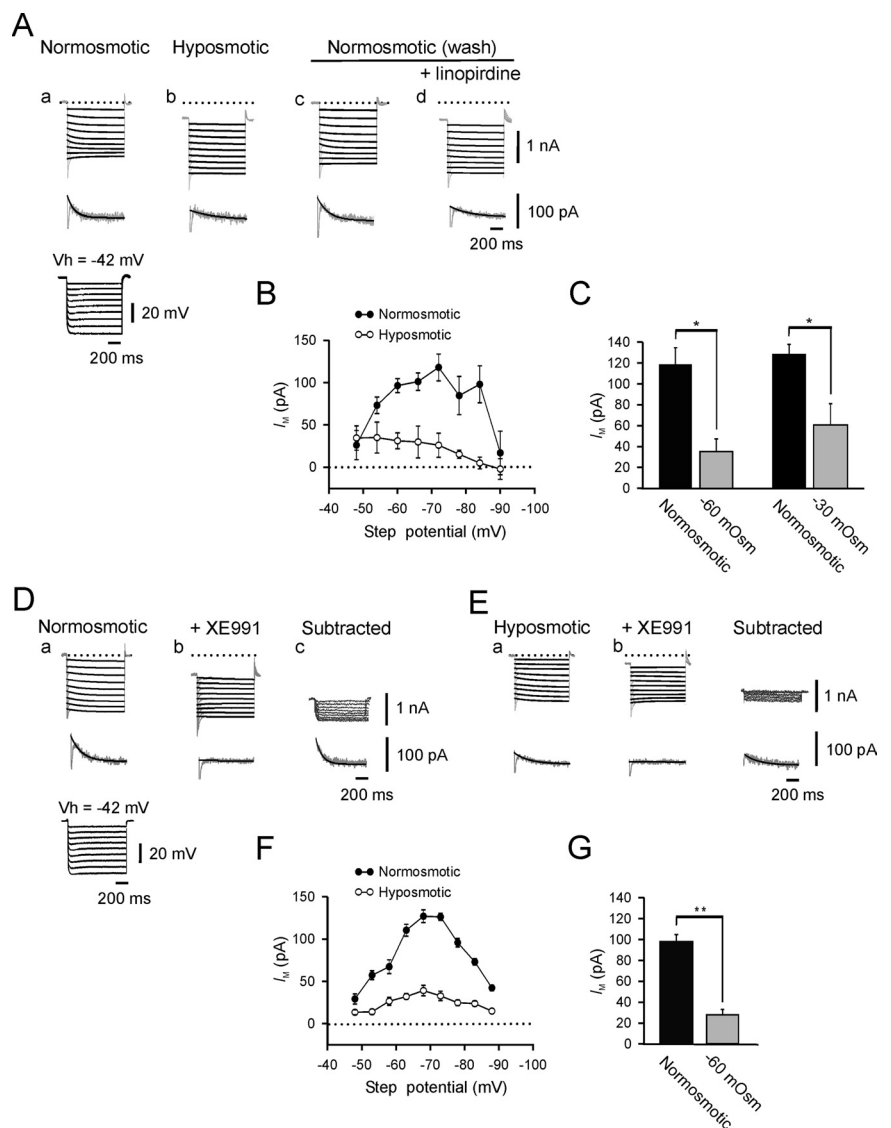 A
Normosmotic
Hyposmotic
Normosmotic (wash)
+ linopirdine
a
b
c
d
1 nA
100 pA
200 ms
Vh = -42 mV
20 mV
200 ms
B
Normosmotic
Hyposmotic
150
100
50
0
I_M (pA)
-40 -50 -60 -70 -80 -90 -100
Step potential (mV)
C
* *
140
120
100
80
60
40
20
0
I_M (pA)
Normosmotic
-60 mOsm
Normosmotic
-30 mOsm
D
Normosmotic
+ XE991
Subtracted
a
b
c
1 nA
100 pA
200 ms
Vh = -42 mV
20 mV
200 ms
E
Hyposmotic
+ XE991
Subtracted
a
b
1 nA
100 pA
200 ms
F
Normosmotic
Hyposmotic
150
100
50
0
I_M (pA)
-40 -50 -60 -70 -80 -90 -100
Step potential (mV)
G
**
140
120
100
80
60
40
20
0
I_M (pA)
Normosmotic
-60 mOsm